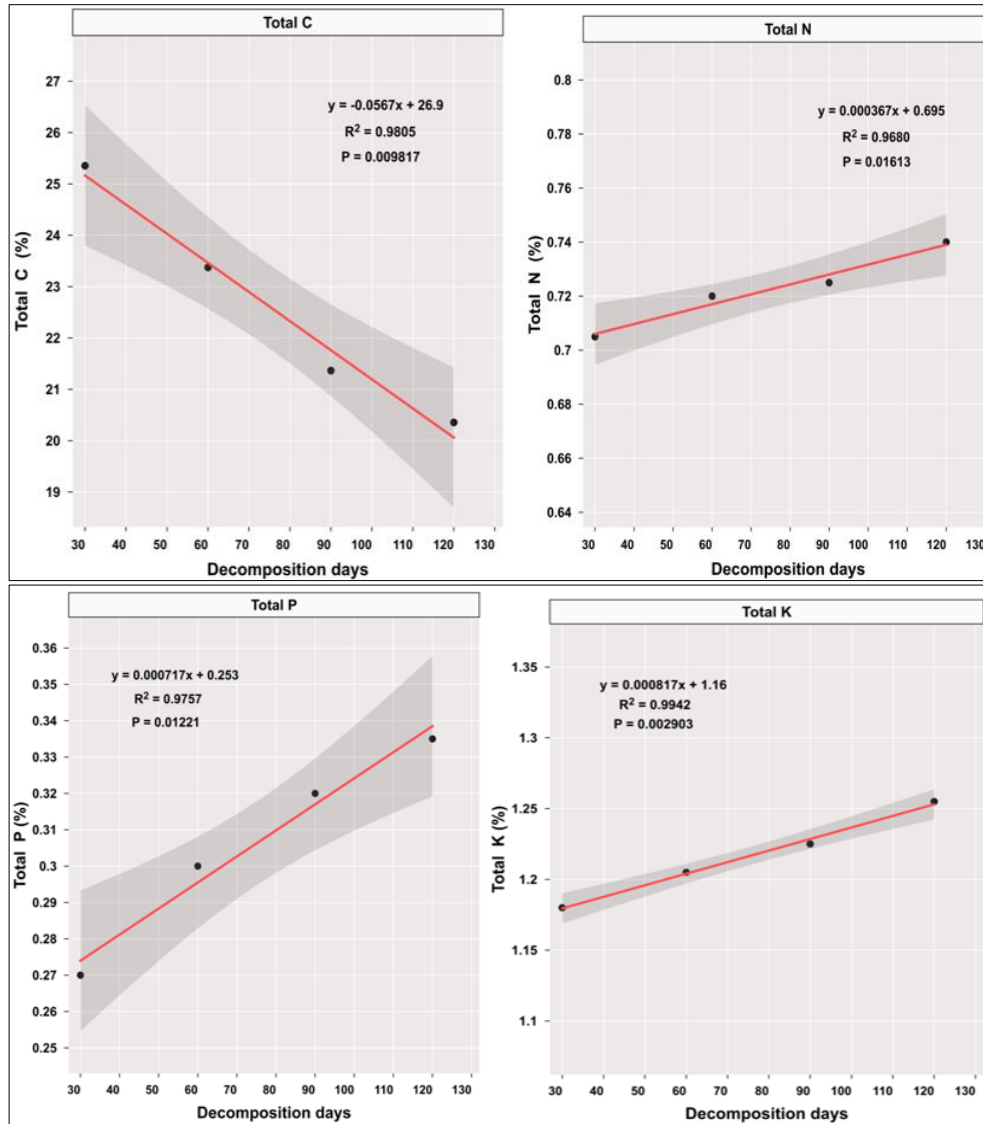 Total C
27
26
25
24
23
22
21
20
19
Total C (%)
y = -0.0567x + 26.9
R² = 0.9805
P = 0.009817
30 40 50 60 70 80 90 100 110 120 130
Decomposition days
Total N
0.8
0.78
0.76
0.74
0.72
0.7
0.68
0.66
0.64
Total N (%)
y = 0.000367x + 0.695
R² = 0.9680
P = 0.01613
30 40 50 60 70 80 90 100 110 120 130
Decomposition days
Total P
0.36
0.35
0.34
0.33
0.32
0.31
0.3
0.29
0.28
0.27
0.26
0.25
Total P (%)
y = 0.000717x + 0.253
R² = 0.9757
P = 0.01221
30 40 50 60 70 80 90 100 110 120 130
Decomposition days
Total K
1.35
1.3
1.25
1.2
1.15
1.1
Total K (%)
y = 0.000817x + 1.16
R² = 0.9942
P = 0.002903
30 40 50 60 70 80 90 100 110 120 130
Decomposition days